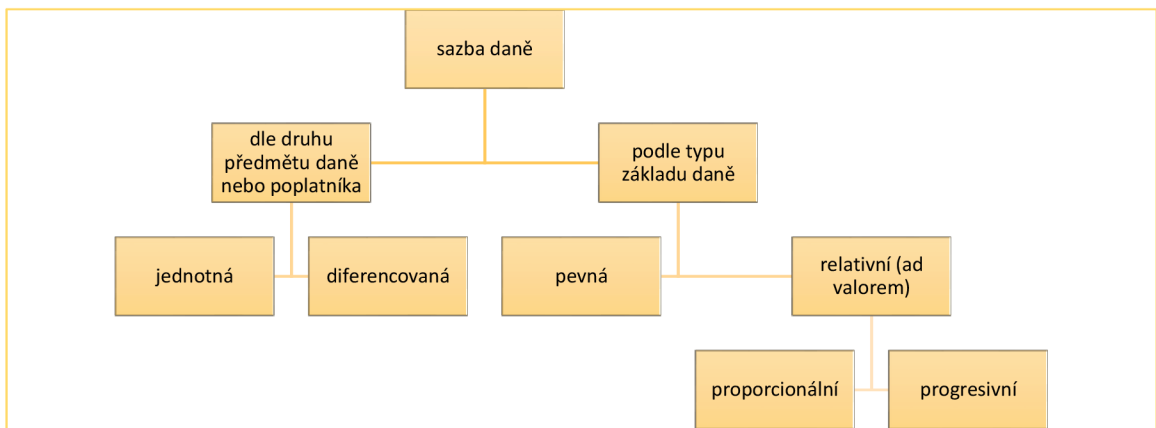 sazba daně
dle druhu
předmětu daně
nebo poplatníka
podle typu
základu daně
jednotná
diferencovaná
pevná
relativní (ad
valorem)
proporcionální
progresivní